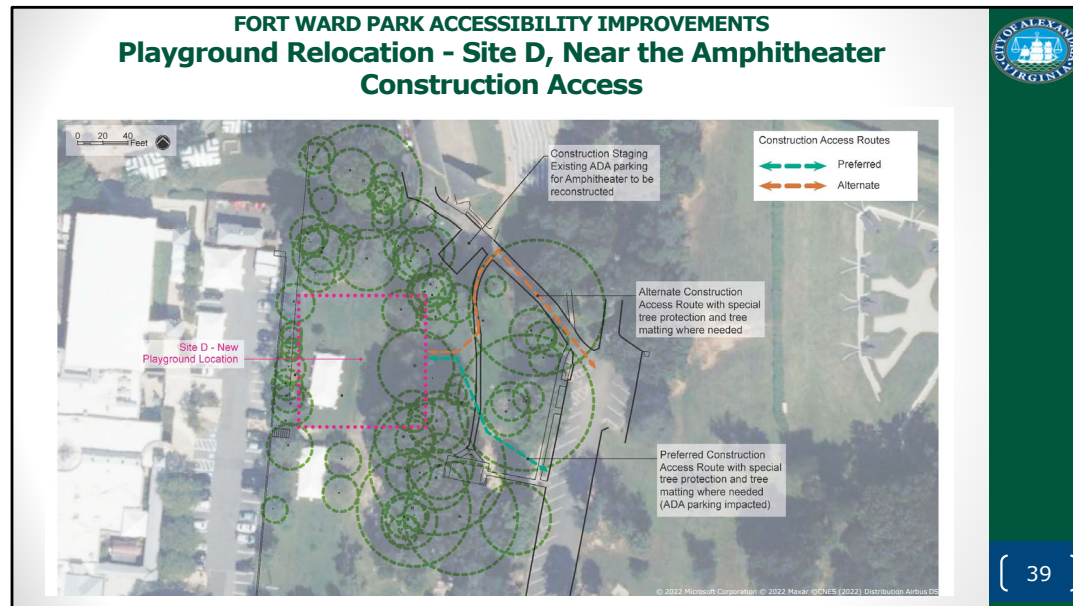 FORT WARD PARK ACCESSIBILITY IMPROVEMENTS
Playground Relocation - Site D, Near the Amphitheater
Construction Access
CITY OF ALEXANDRIA
VIRGINIA
0 20 40
Feet
Construction Staging
Existing ADA parking
for Amphitheater to be
reconstructed
Construction Access Routes
Preferred
Alternate
Alternate Construction
Access Route with special
tree protection and tree
matting where needed
Site D - New
Playground Location
Preferred Construction
Access Route with special
tree protection and tree
matting where needed
(ADA parking impacted)
© 2022 Microsoft Corporation © 2022 Maxar ©CNES (2022) Distribution Airbus DS
39